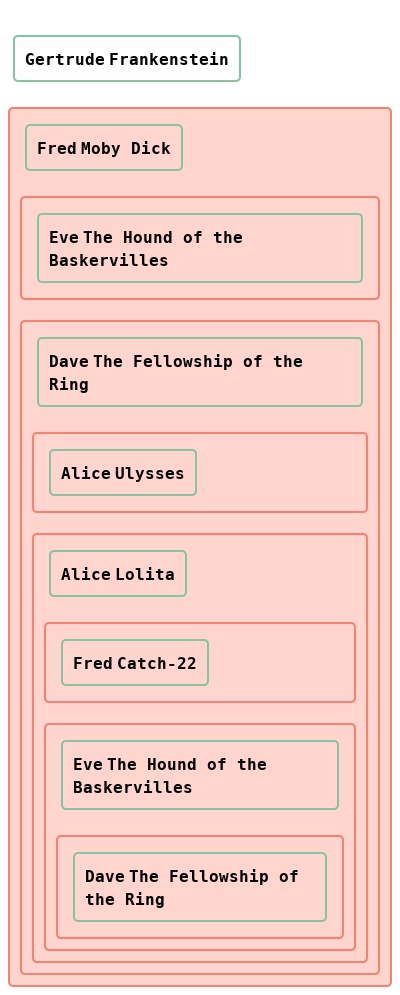 Gertrude Frankenstein
Fred Moby Dick
Eve The Hound of the
Baskervilles
Dave The Fellowship of the
Ring
Alice Ulysses
Alice Lolita
Fred Catch-22
Eve The Hound of the
Baskervilles
Dave The Fellowship of
the Ring